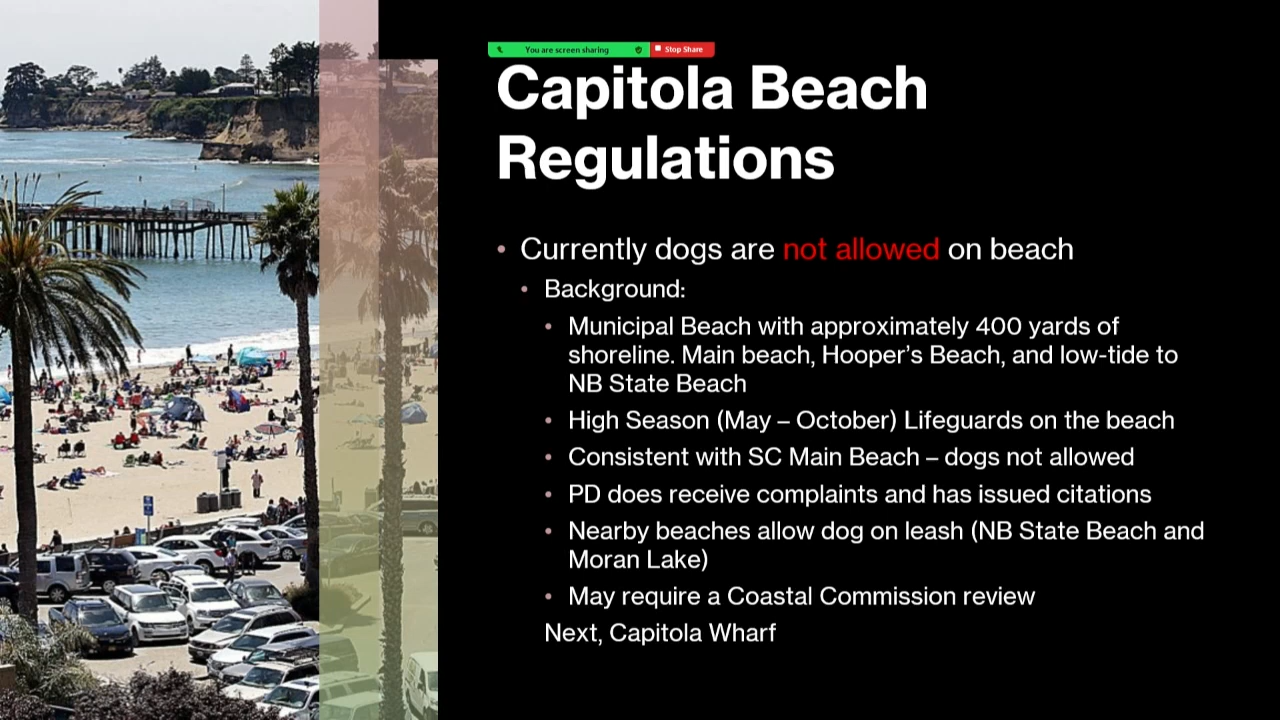 You are screen sharing
Stop Share
Capitola Beach
Regulations
• Currently dogs are not allowed on beach
• Background:
• Municipal Beach with approximately 400 yards of
shoreline. Main beach, Hooper's Beach, and low-tide to
NB State Beach
• High Season (May – October) Lifeguards on the beach
• Consistent with SC Main Beach – dogs not allowed
• PD does receive complaints and has issued citations
• Nearby beaches allow dog on leash (NB State Beach and
Moran Lake)
• May require a Coastal Commission review
Next, Capitola Wharf